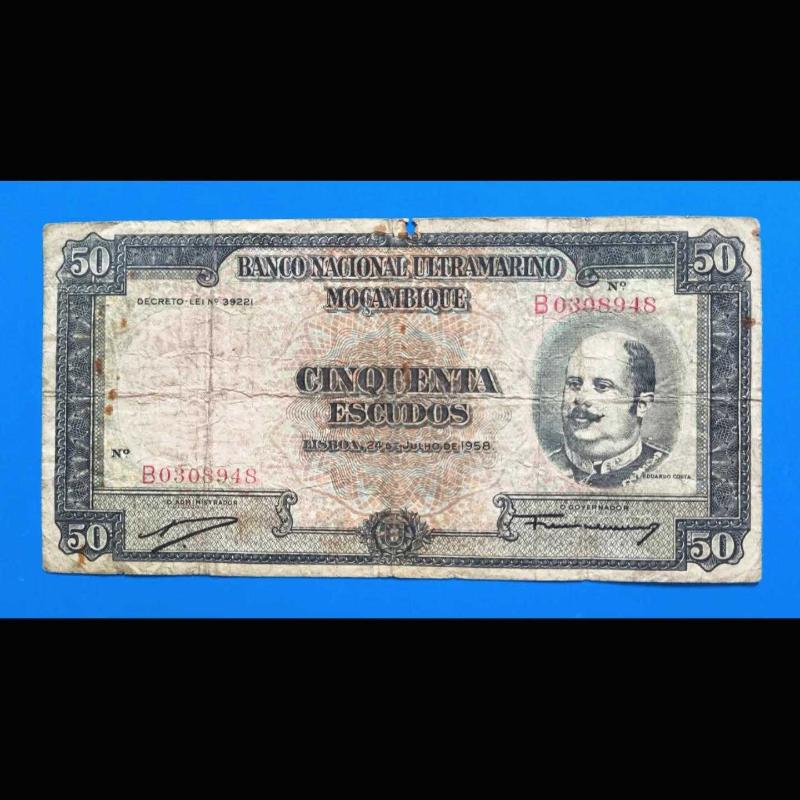 50
50
BANCO NACIONAL ULTRAMARINO
MOÇAMBIQUE
DECRETO-LEI Nº 39221
Nº
B0308948
CINQUENTA
ESCUDOS
LISBOA, 24 DE JULHO DE 1958
Nº
B0308948
EDUARDO COSTA
O ADMINISTRADOR
O GOVERNADOR
50
50